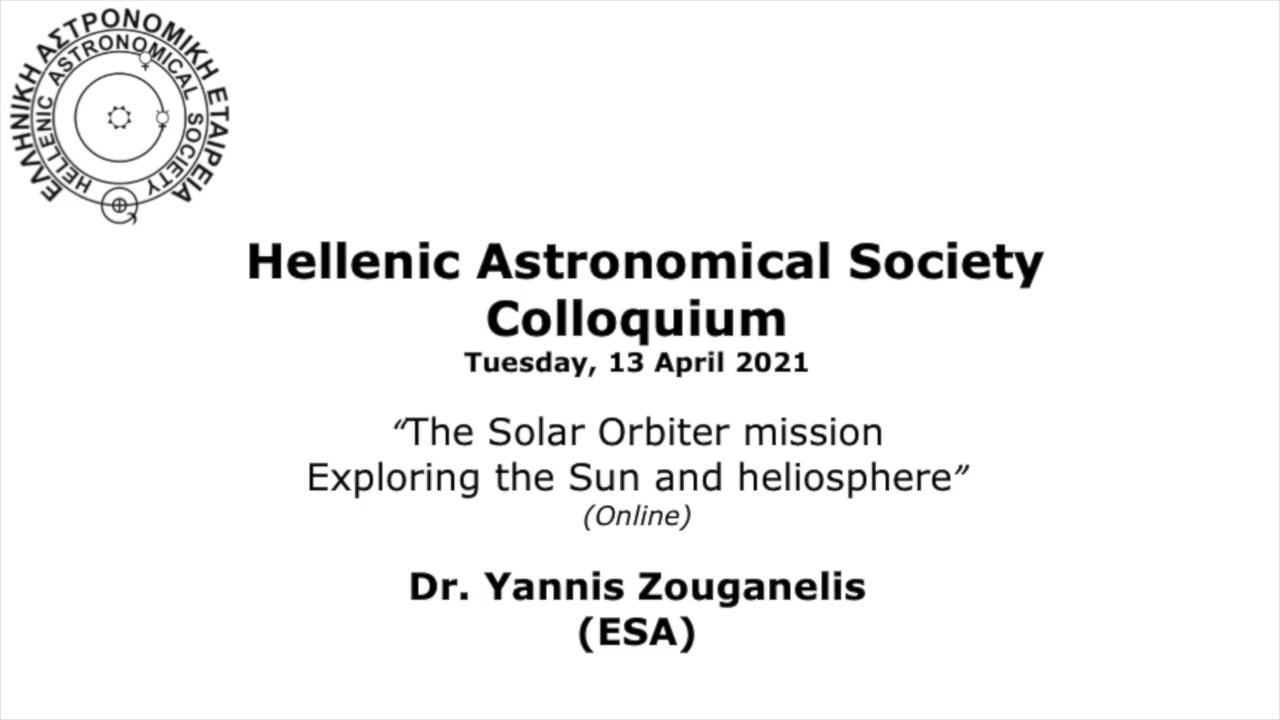 ΕΛΛΗΝΙΚΗ ΑΣΤΡΟΝΟΜΙΚΗ ΕΤΑΙΡΕΙΑ
HELLENIC ASTRONOMICAL SOCIETY
Hellenic Astronomical Society
Colloquium
Tuesday, 13 April 2021
“The Solar Orbiter mission
Exploring the Sun and heliosphere”
(Online)
Dr. Yannis Zouganelis
(ESA)